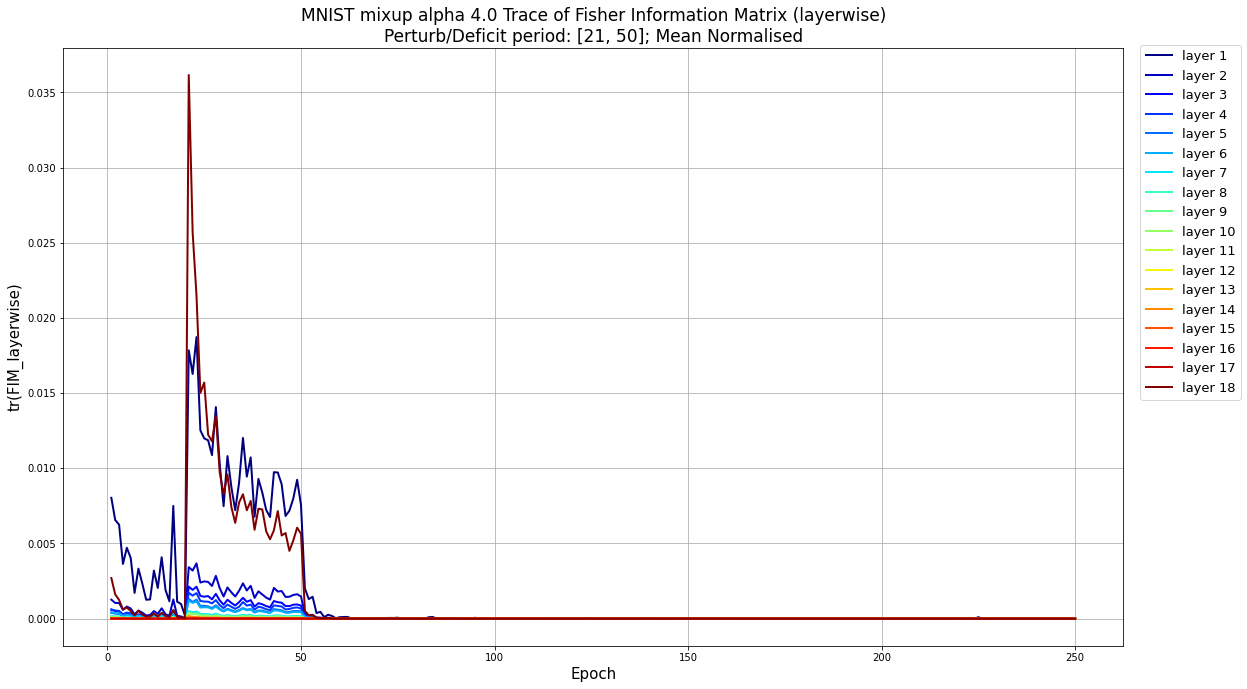 MNIST mixup alpha 4.0 Trace of Fisher Information Matrix (layerwise)
Perturb/Deficit period: [21, 50]; Mean Normalised
layer 1
layer 2
layer 3
layer 4
layer 5
layer 6
layer 7
layer 8
layer 9
layer 10
layer 11
layer 12
layer 13
layer 14
layer 15
layer 16
layer 17
layer 18
tr(FIM_layerwise)
0.035
0.030
0.025
0.020
0.015
0.010
0.005
0.000
0
50
100
150
200
250
Epoch